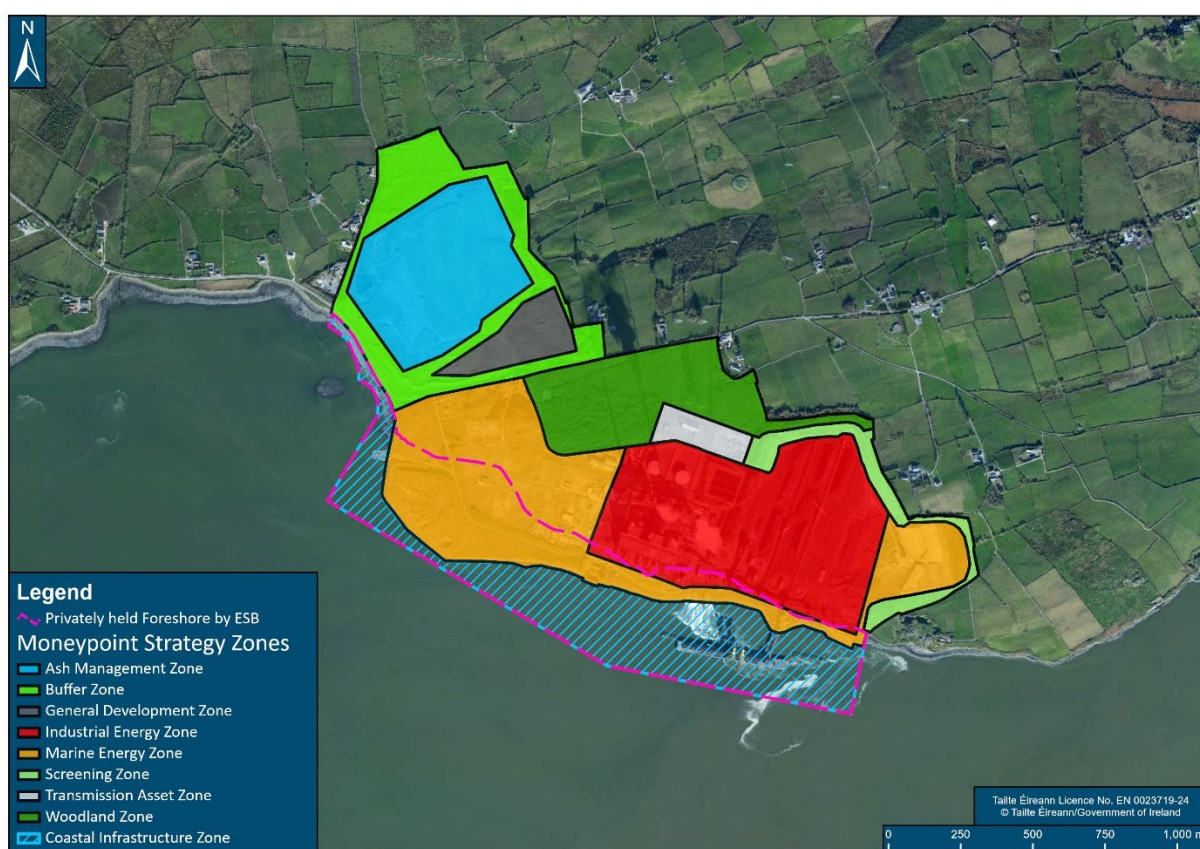 N
Legend
Privately held Foreshore by ESB
Moneypoint Strategy Zones
Ash Management Zone
Buffer Zone
General Development Zone
Industrial Energy Zone
Marine Energy Zone
Screening Zone
Transmission Asset Zone
Woodland Zone
Coastal Infrastructure Zone
Tailte Éireann Licence No. EN 0023719-24
© Tailte Éireann/Government of Ireland
0 250 500 750 1,000 m